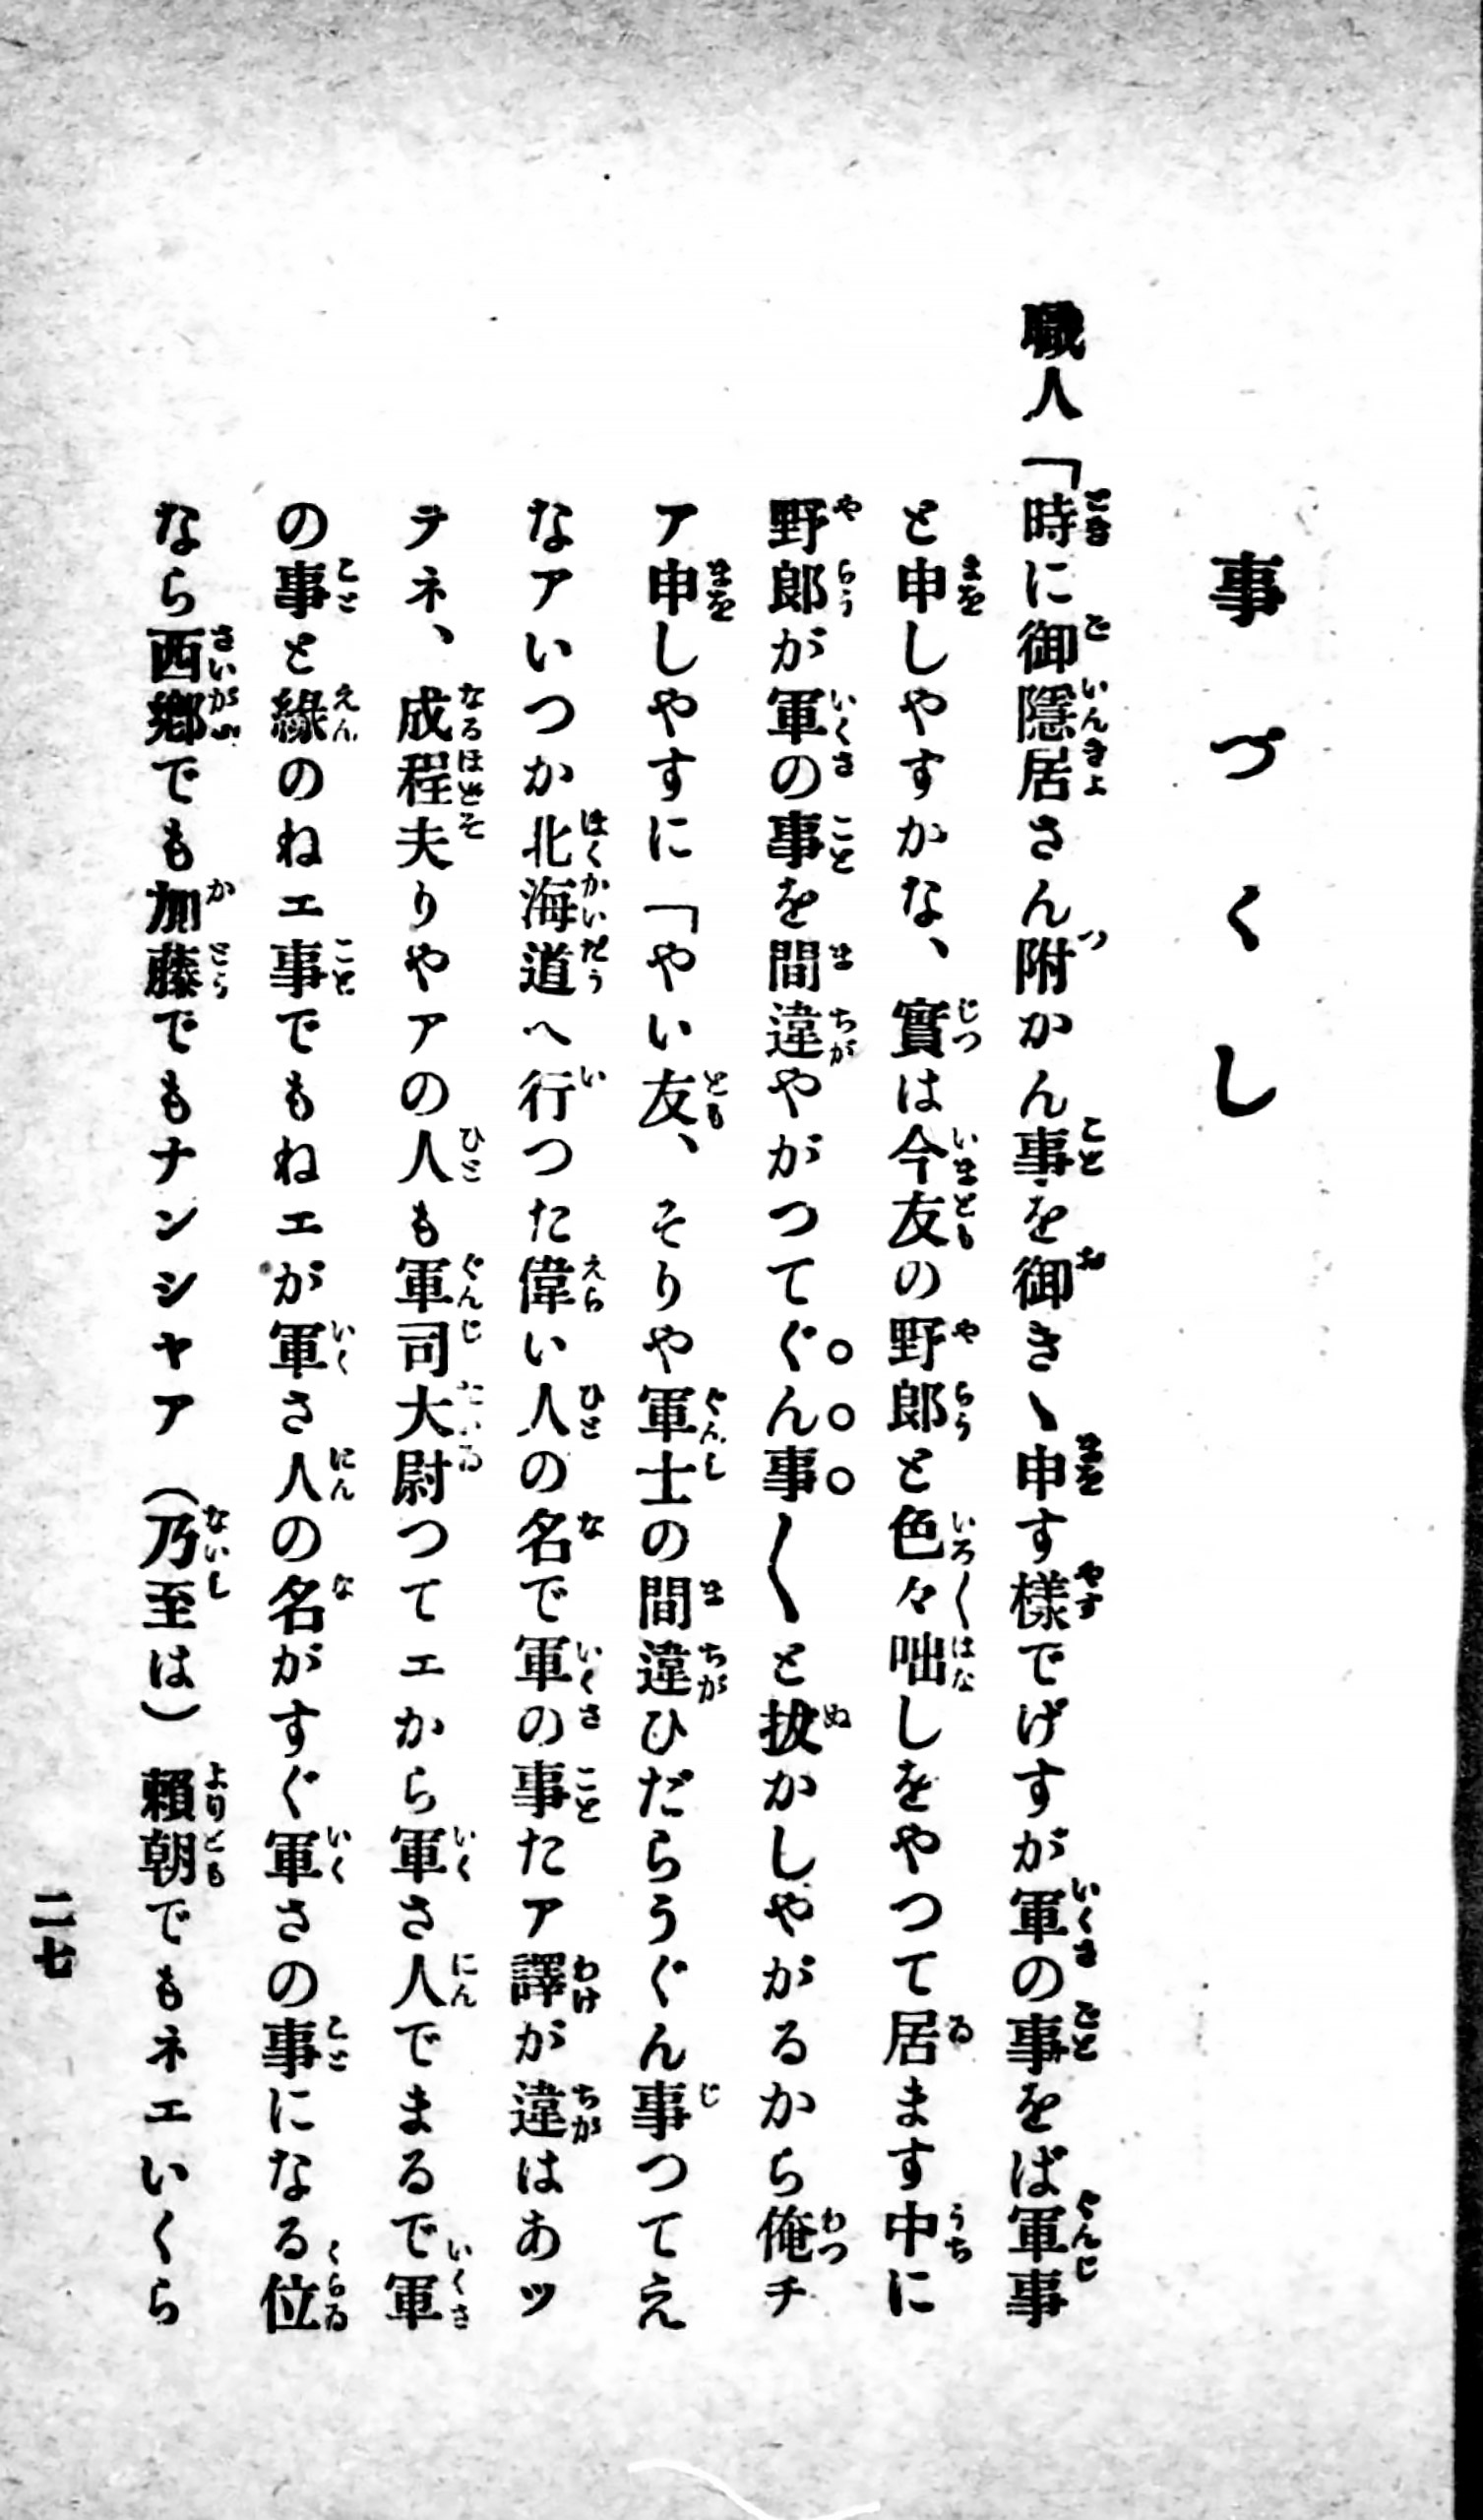 事づくし
職人「時に御隱居さん附かん事を御きゝ申す樣でげすが軍の事をば軍事
と申しやすかな、實は今友の野郎と色々咄しをやつて居ます中に
野郎が軍の事を間違やがつてぐん事〳〵と拔かしやがるから俺チ
ア申しやすに「やい友、そりや軍士の間違ひだらうぐん事つてえ
なアいつか北海道へ行つた偉い人の名で軍の事たア譯が違はあッ
テネ、成程夫りやアの人も軍司大尉つてエから軍さ人でまるで軍
の事と緣のねエ事でもねエが軍さ人の名がすぐ軍さの事になる位
なら西鄕でも加藤でもナンシヤア（乃至は）賴朝でもネエいくら
二七